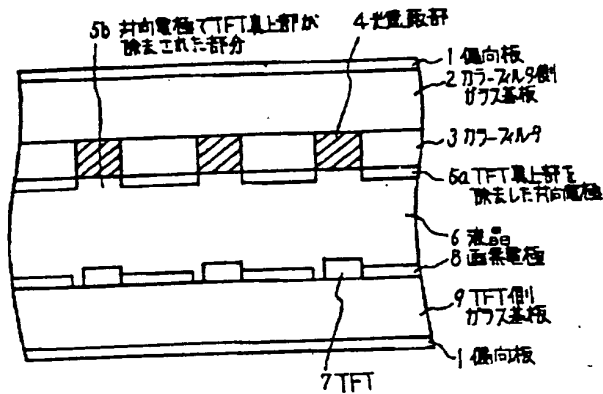 5b 共向電極でTFT真上部が
除去された部分
4 光遮蔽部
1 偏向板
2 カラーフィルタ側
ガラス基板
3 カラーフィルタ
5a TFT真上部を
除去した共向電極
6 液晶
8 画素電極
9 TFT側
ガラス基板
1 偏向板
7 TFT